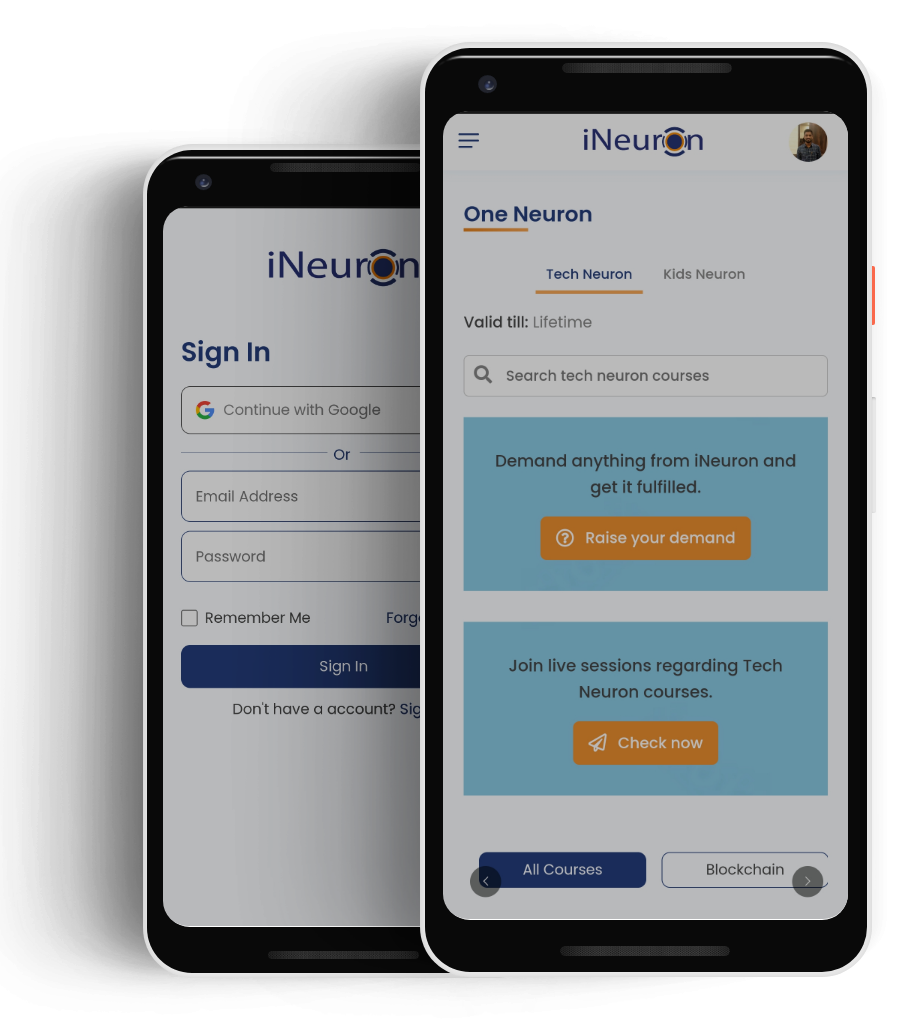 iNeuron
Sign In
Continue with Google
Or
Email Address
Password
Remember Me
Sign In
Don't have a account?
iNeuron
One Neuron
Tech Neuron Kids Neuron
Valid till: Lifetime
Search tech neuron courses
Demand anything from iNeuron and
get it fulfilled.
Raise your demand
Join live sessions regarding Tech
Neuron courses.
Check now
All Courses Blockchain